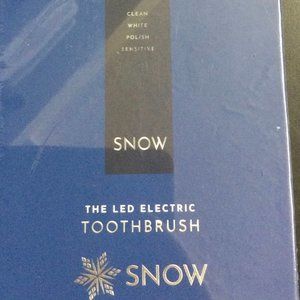 CLEAN
WHITE
POLISH
SENSITIVE
SNOW
THE LED ELECTRIC
TOOTHBRUSH
SNOW